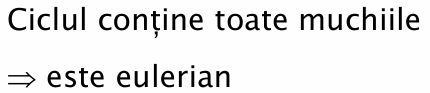 Ciclul conține toate muchiile
⇒ este eulerian